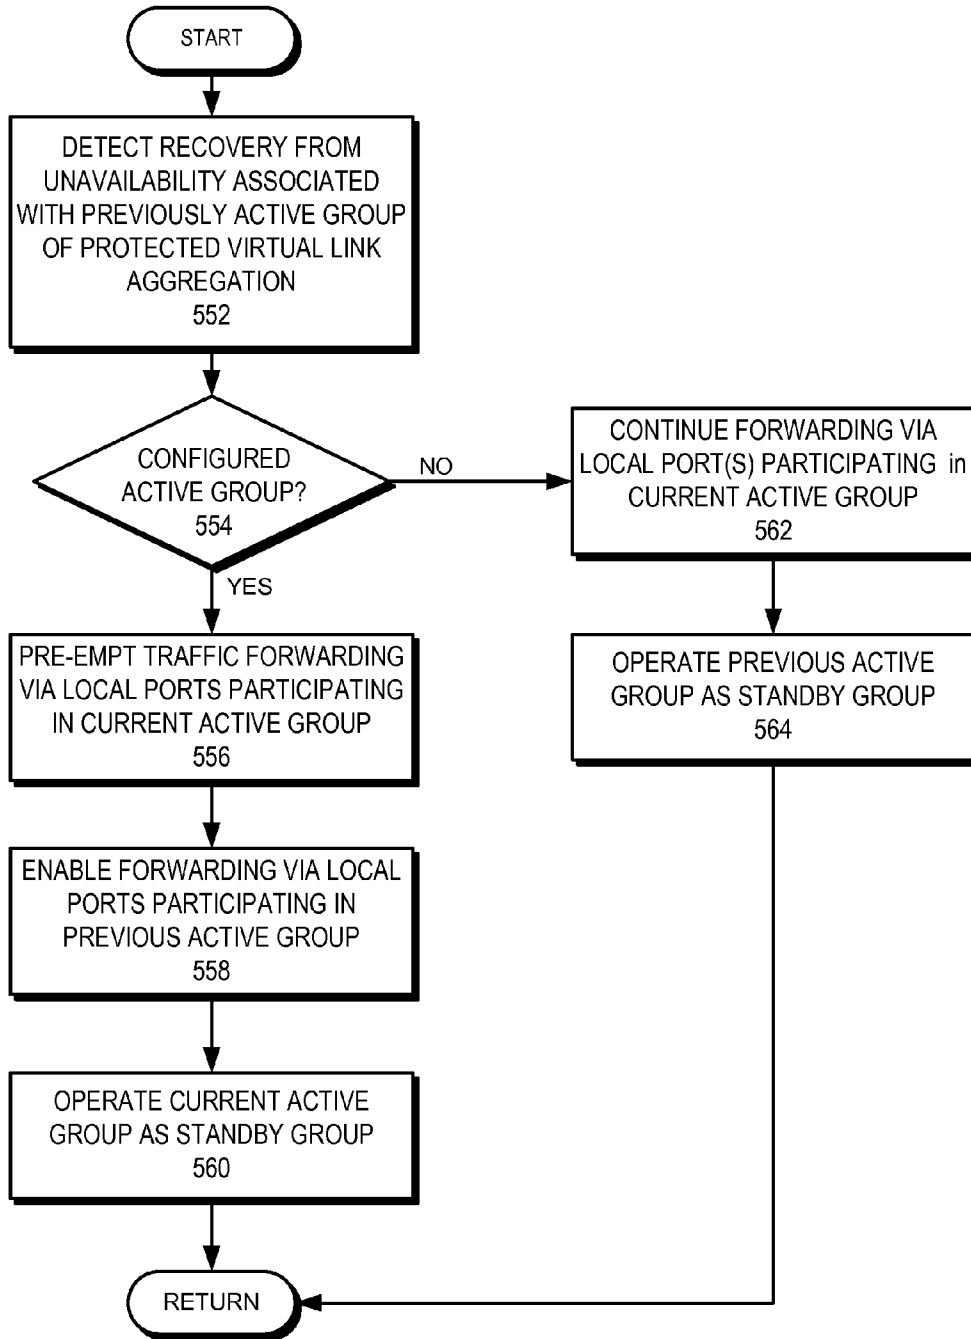 START
DETECT RECOVERY FROM
UNAVAILABILITY ASSOCIATED
WITH PREVIOUSLY ACTIVE GROUP
OF PROTECTED VIRTUAL LINK
AGGREGATION
552
CONFIGURED
ACTIVE GROUP?
554
NO
YES
CONTINUE FORWARDING VIA
LOCAL PORT(S) PARTICIPATING in
CURRENT ACTIVE GROUP
562
OPERATE PREVIOUS ACTIVE
GROUP AS STANDBY GROUP
564
PRE-EMPT TRAFFIC FORWARDING
VIA LOCAL PORTS PARTICIPATING
IN CURRENT ACTIVE GROUP
556
ENABLE FORWARDING VIA LOCAL
PORTS PARTICIPATING IN
PREVIOUS ACTIVE GROUP
558
OPERATE CURRENT ACTIVE
GROUP AS STANDBY GROUP
560
RETURN